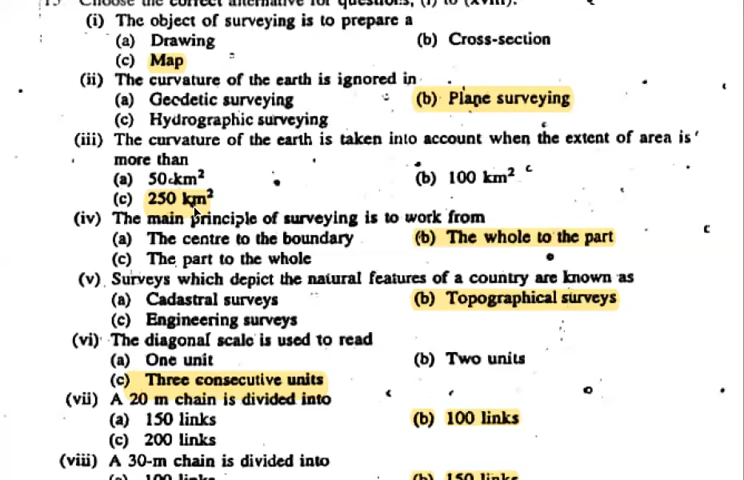 Choose the correct alternative for questions, (i) to (xviii).
(i) The object of surveying is to prepare a
(a) Drawing (b) Cross-section
(c) Map
(ii) The curvature of the earth is ignored in
(a) Geodetic surveying (b) Plane surveying
(c) Hydrographic surveying
(iii) The curvature of the earth is taken into account when the extent of area is
more than
(a) 50 km² (b) 100 km²
(c) 250 km²
(iv) The main principle of surveying is to work from
(a) The centre to the boundary (b) The whole to the part
(c) The part to the whole
(v) Surveys which depict the natural features of a country are known as
(a) Cadastral surveys (b) Topographical surveys
(c) Engineering surveys
(vi) The diagonal scale is used to read
(a) One unit (b) Two units
(c) Three consecutive units
(vii) A 20 m chain is divided into
(a) 150 links (b) 100 links
(c) 200 links
(viii) A 30-m chain is divided into
(a) 100 links (b) 150 links